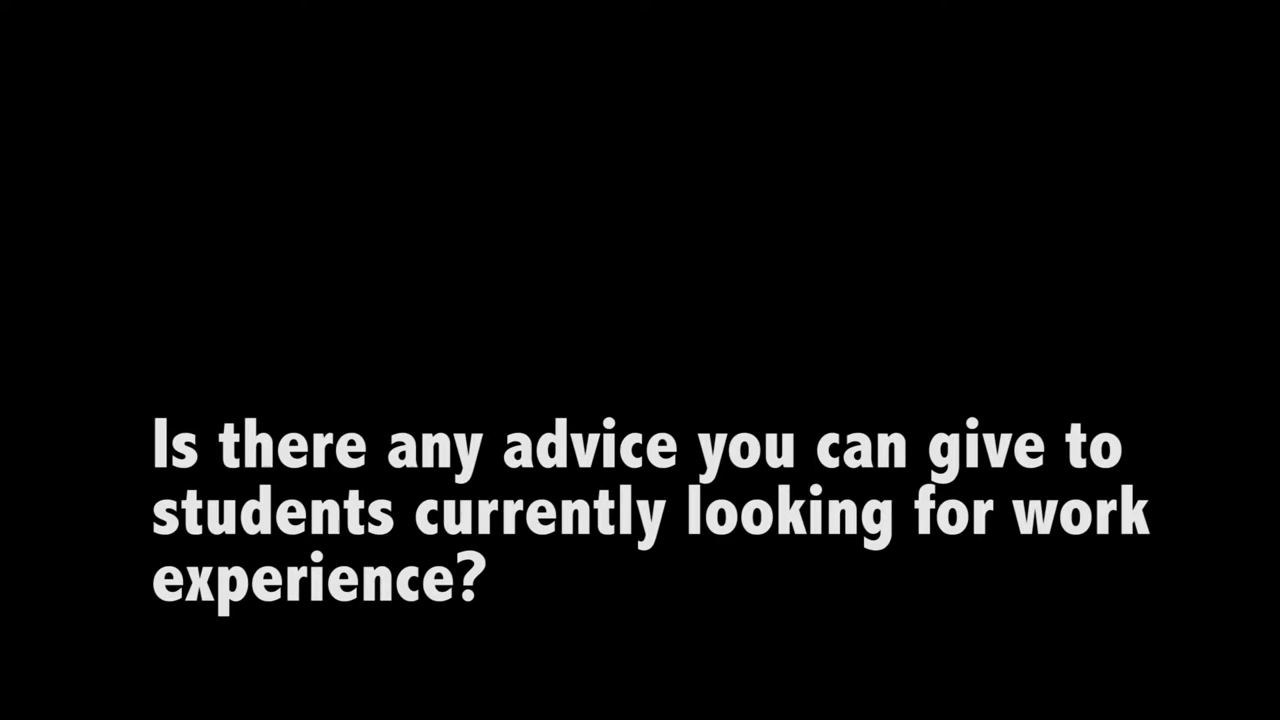 Is there any advice you can give to
students currently looking for work
experience?